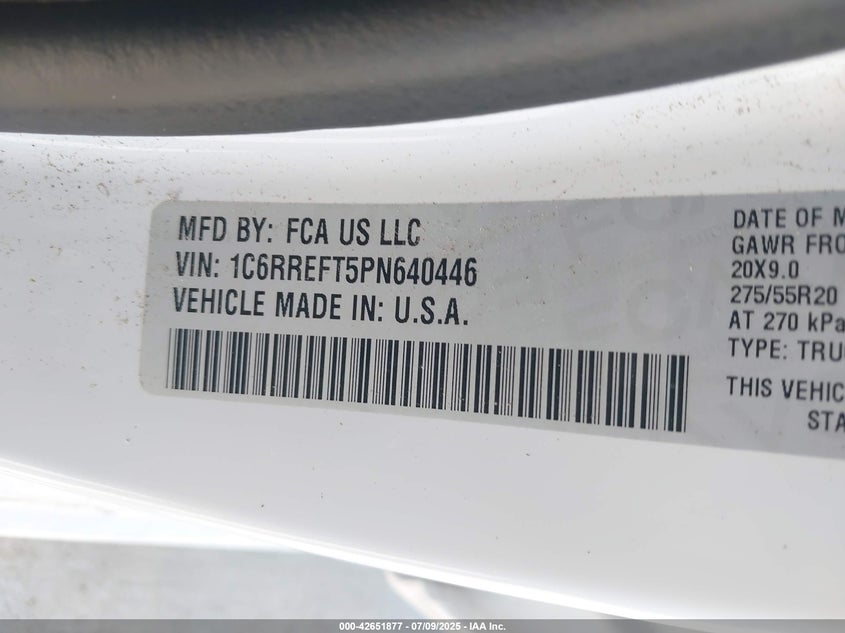 MFD BY: FCA US LLC
VIN: 1C6RREFT5PN640446
VEHICLE MADE IN: U.S.A.
DATE OF M
GAWR FRO
20X9.0
275/55R20
AT 270 kPa
TYPE: TRU
THIS VEHIC
STA
000-42651877 / 07/09/2025 - IAA Inc.